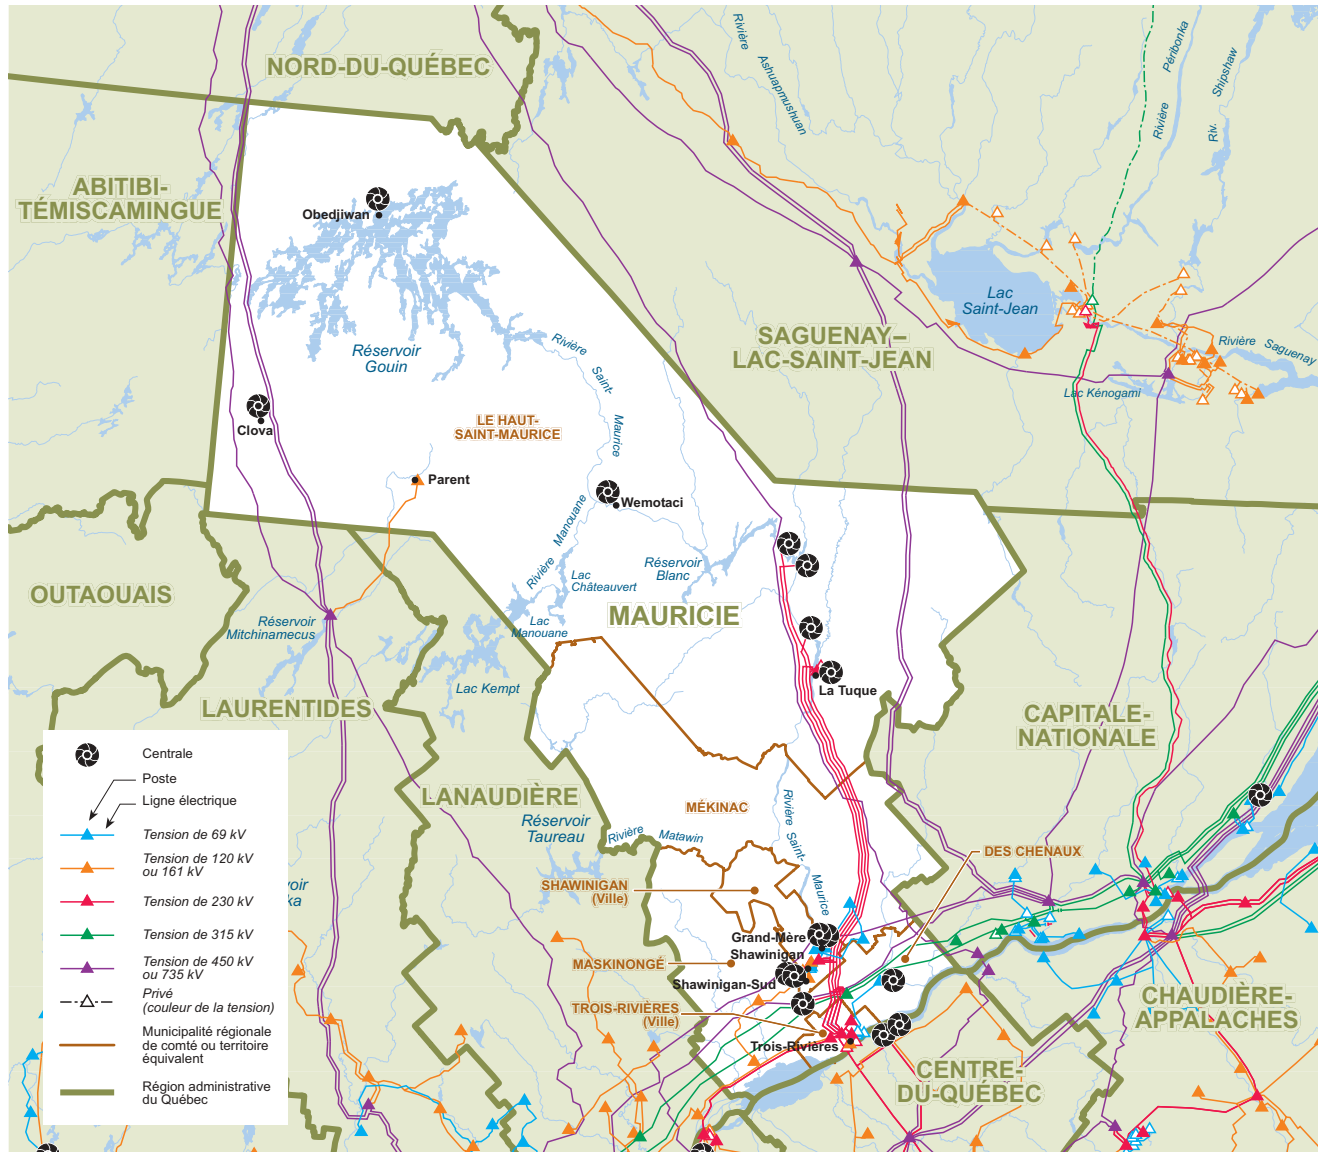 NORD-DU-QUÉBEC
Rivière
Ashuapmushuan
Rivière
Péribonka
Riv.
Shipshaw
ABITIBI-
TÉMISCAMINGUE
Obedjiwan
Lac
Saint-Jean
Réservoir
Gouin
Rivière
Saint-
Maurice
SAGUENAY–
LAC-SAINT-JEAN
Rivière
Saguenay
Lac Kénogami
Clova
LE HAUT-
SAINT-MAURICE
Parent
Wemotaci
Rivière
Manouane
Lac
Châteauvert
Réservoir
Blanc
OUTAOUAIS
Réservoir
Mitchinamecus
Lac
Manouane
MAURICIE
Lac Kempt
La Tuque
LAURENTIDES
CAPITALE-
NATIONALE
LANAUDIÈRE
Réservoir
Taureau
MÉKINAC
Rivière
Matawin
Rivière
Saint-
Maurice
DES CHENAUX
SHAWINIGAN
(Ville)
Grand-Mère
Shawinigan
MASKINONGÉ
Shawinigan-Sud
TROIS-RIVIÈRES
(Ville)
Trois-Rivières
CHAUDIÈRE-
APPALACHES
CENTRE-
DU-QUÉBEC
Centrale
Poste
Ligne électrique
Tension de 69 kV
Tension de 120 kV
ou 161 kV
Tension de 230 kV
Tension de 315 kV
Tension de 450 kV
ou 735 kV
Privé
(couleur de la tension)
Municipalité régionale
de comté ou territoire
équivalent
Région administrative
du Québec